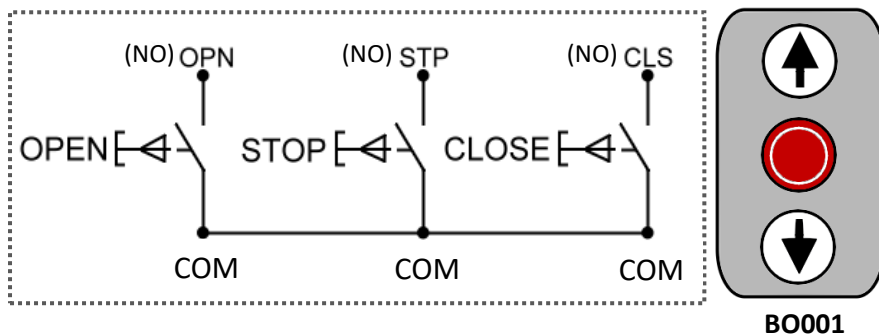 (NO) OPN (NO) STP (NO) CLS
OPEN STOP CLOSE
COM COM COM
BO001